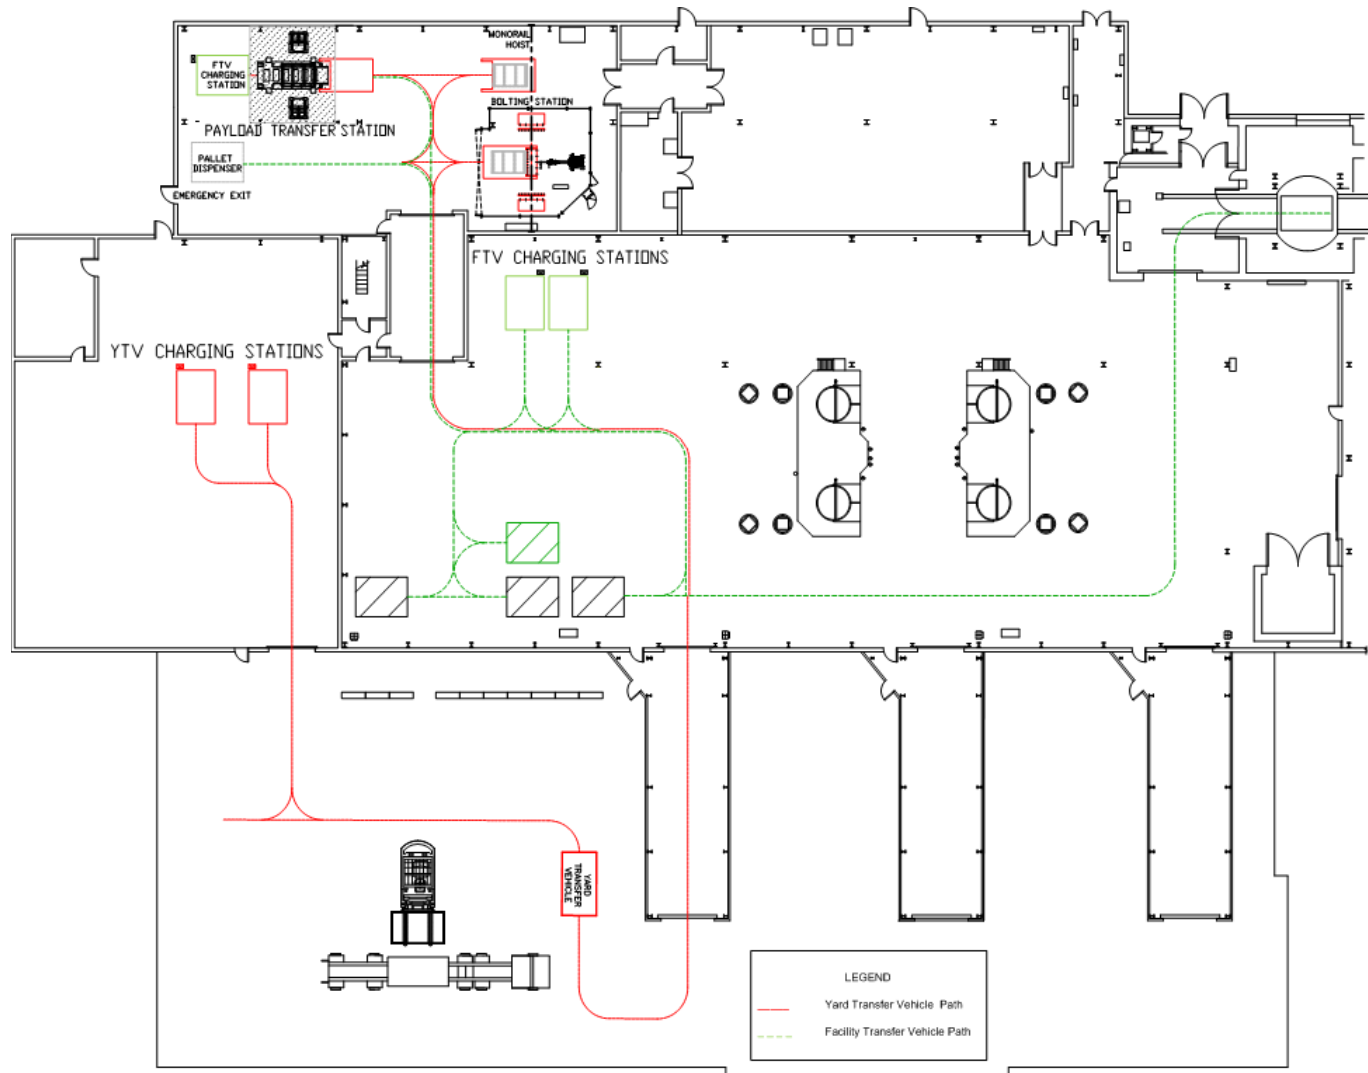 MONORAIL
HOIST
FTV
CHARGING
STATION
BOLTING STATION
PAYLOAD TRANSFER STATION
PALLET
DISPENSER
EMERGENCY EXIT
FTV CHARGING STATIONS
YTV CHARGING STATIONS
YARD
TRANSFER
VEHICLE
LEGEND
Yard Transfer Vehicle Path
Facility Transfer Vehicle Path